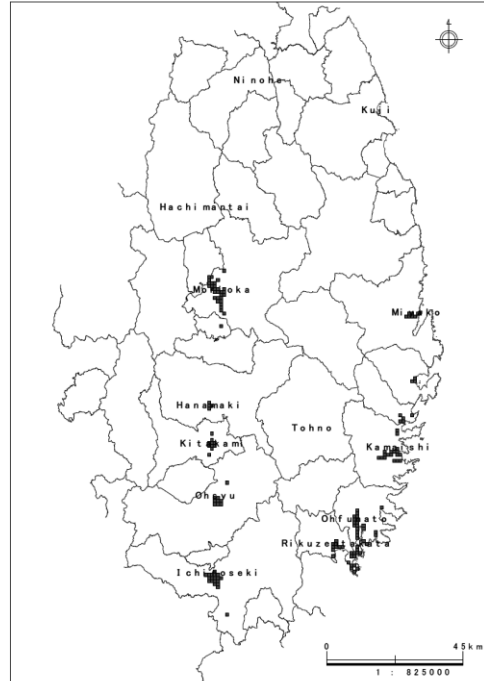 Ninohe
Kuji
Hachimantai
Morioka
Miyako
Hanamaki
Tohno
Kitakami
Kamaishi
Ohsyu
Ohfunato
Rikuzentakata
Ichinoseki
0 45km
1 : 825000